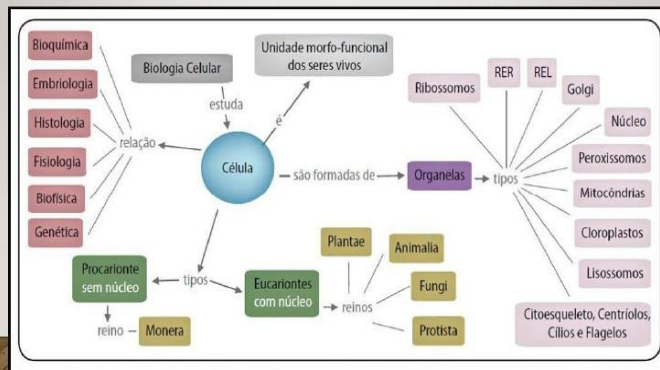 Bioquímica
Embriologia
Histologia
Fisiologia
Biofísica
Genética
relação
Biologia Celular
estuda
Unidade morfo-funcional
dos seres vivos
é
Célula
são formadas de
Organelas
tipos
Ribossomos
RER
REL
Golgi
Núcleo
Peroxissomos
Mitocôndrias
Cloroplastos
Lisossomos
Citoesqueleto, Centríolos,
Cílios e Flagelos
tipos
Procarionte
sem núcleo
reino
Monera
Eucariontes
com núcleo
reinos
Plantae
Animalia
Fungi
Protista